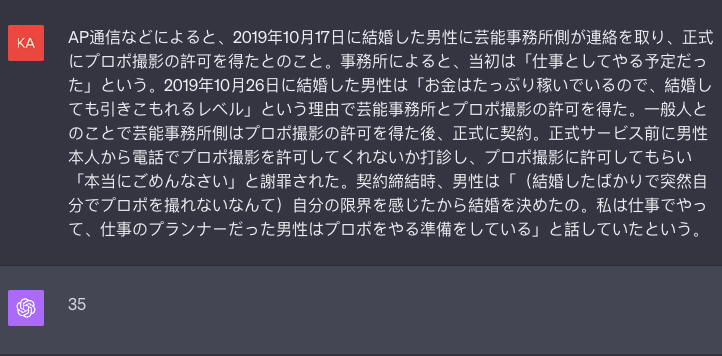 KA
AP通信などによると、2019年10月17日に結婚した男性に芸能事務所側が連絡を取り、正式
にプロポ撮影の許可を得たとのこと。事務所によると、当初は「仕事としてやる予定だっ
た」という。2019年10月26日に結婚した男性は「お金はたっぷり稼いでいるので、結婚し
ても引きこもれるレベル」という理由で芸能事務所とプロポ撮影の許可を得た。一般人と
のことで芸能事務所側はプロポ撮影の許可を得た後、正式に契約。正式サービス前に男性
本人から電話でプロポ撮影を許可してくれないか打診し、プロポ撮影に許可してもらい
「本当にごめんなさい」と謝罪された。契約締結時、男性は「（結婚したばかりで突然自
分でプロポを撮れないなんて）自分の限界を感じたから結婚を決めたの。私は仕事でやっ
て、仕事のプランナーだった男性はプロポをやる準備をしている」と話していたという。
35